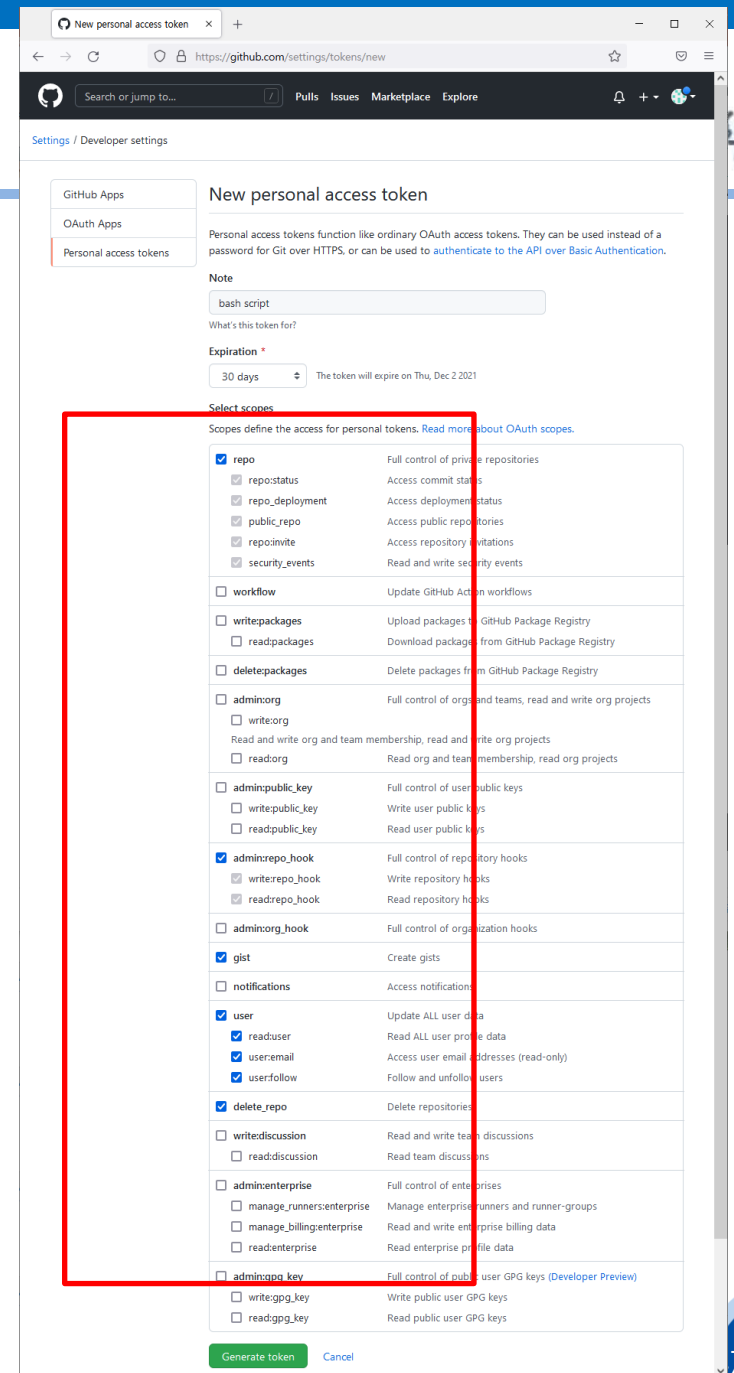 New personal access token
https://github.com/settings/tokens/new
Search or jump to...
/
Pulls Issues Marketplace Explore
Settings / Developer settings
GitHub Apps
OAuth Apps
Personal access tokens
New personal access token
Personal access tokens function like ordinary OAuth access tokens. They can be used instead of a
password for Git over HTTPS, or can be used to authenticate to the API over Basic Authentication.
Note
bash script
What's this token for?
Expiration *
30 days The token will expire on Thu, Dec 2 2021
Select scopes
Scopes define the access for personal tokens. Read more about OAuth scopes.
repo Full control of private repositories
repo:status Access commit status
repo_deployment Access deployment status
public_repo Access public repositories
repo:invite Access repository invitations
security_events Read and write security events
workflow Update GitHub Action workflows
write:packages Upload packages to GitHub Package Registry
read:packages Download packages from GitHub Package Registry
delete:packages Delete packages from GitHub Package Registry
admin:org Full control of orgs and teams, read and write org projects
write:org
Read and write org and team membership, read and write org projects
read:org Read org and team membership, read org projects
admin:public_key Full control of user public keys
write:public_key Write user public keys
read:public_key Read user public keys
admin:repo_hook Full control of repository hooks
write:repo_hook Write repository hooks
read:repo_hook Read repository hooks
admin:org_hook Full control of organization hooks
gist Create gists
notifications Access notifications
user Update ALL user data
read:user Read ALL user profile data
user:email Access user email addresses (read-only)
user:follow Follow and unfollow users
delete_repo Delete repositories
write:discussion Read and write team discussions
read:discussion Read team discussions
admin:enterprise Full control of enterprises
manage_runners:enterprise Manage enterprise runners and runner-groups
manage_billing:enterprise Read and write enterprise billing data
read:enterprise Read enterprise profile data
admin:gpg_key Full control of public user GPG keys (Developer Preview)
write:gpg_key Write public user GPG keys
read:gpg_key Read public user GPG keys
Generate token Cancel